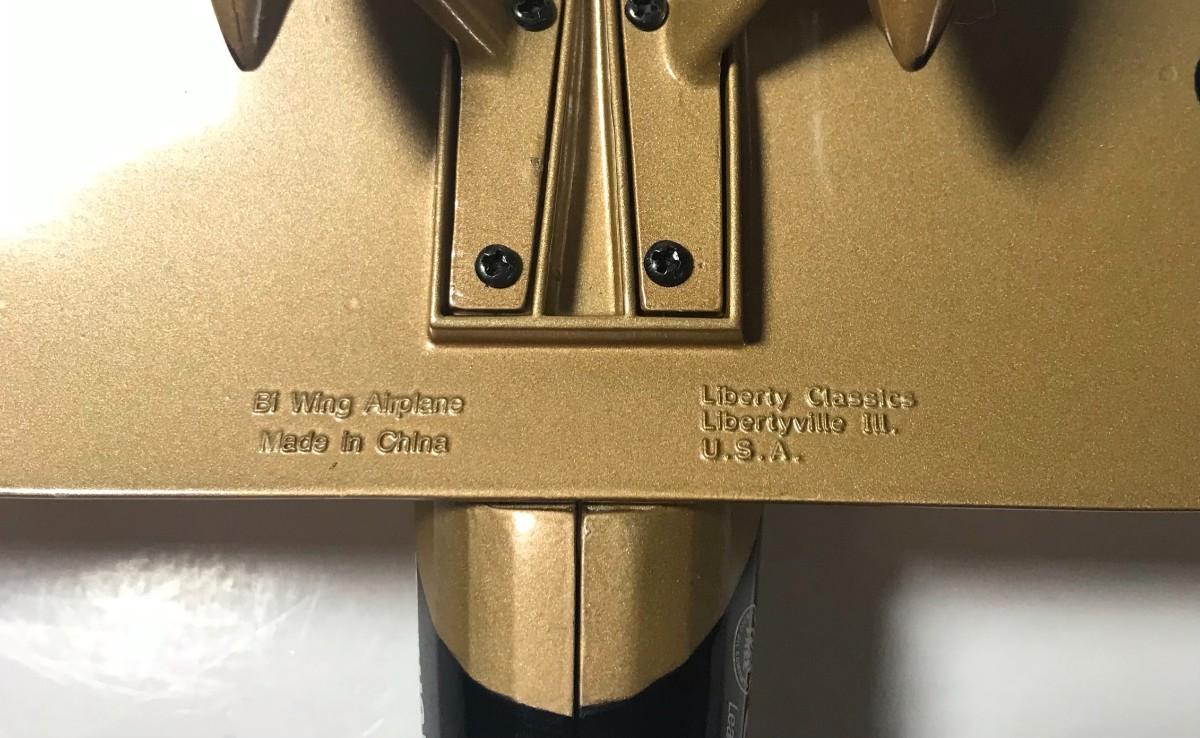 Bi Wing Airplane
Made in China
Liberty Classics
Libertyville Ill.
U.S.A.